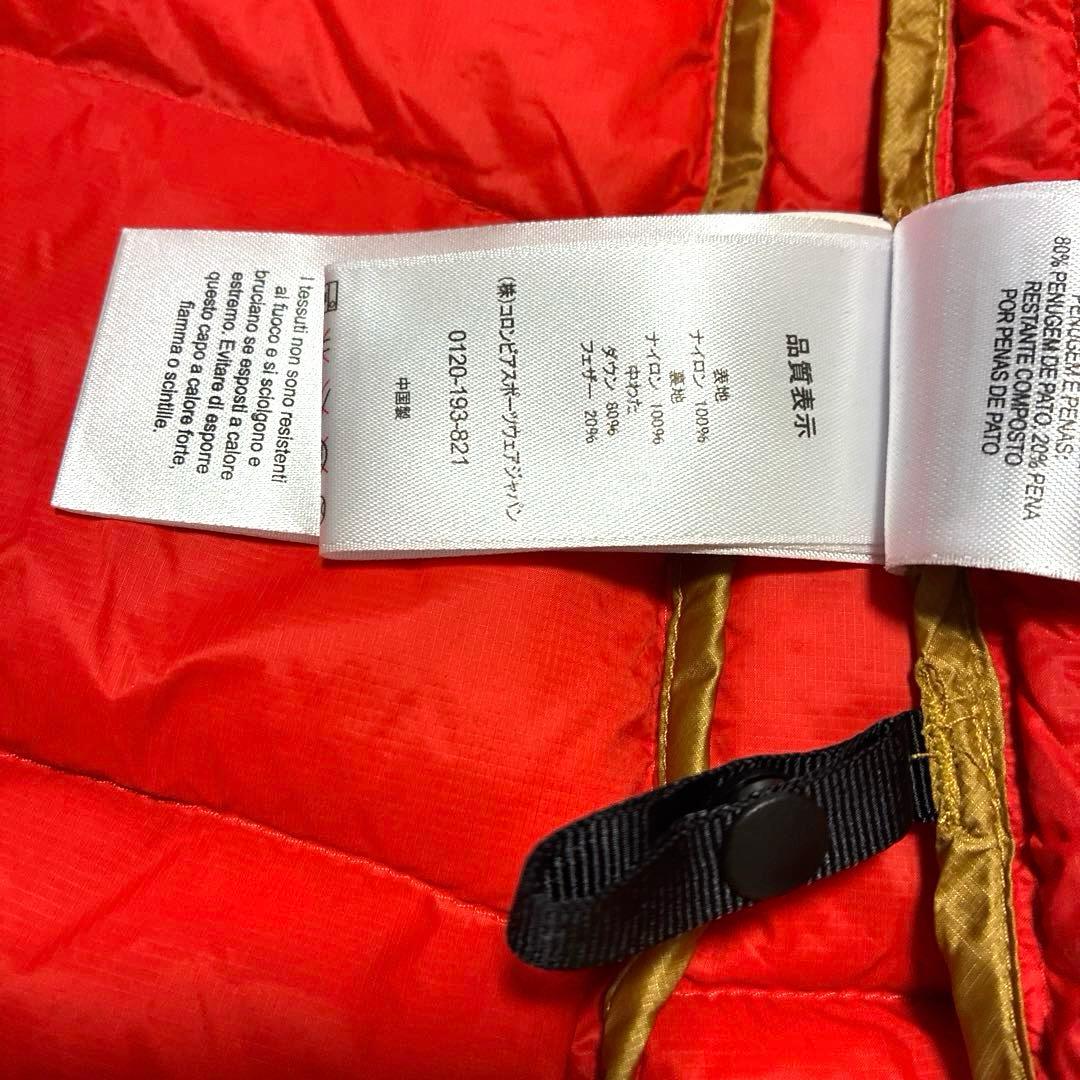 I tessuti non sono resistenti
al fuoco e si sciolgono e
bruciano se esposti a calore
estremo. Evitare di esporre
questo capo a calore forte,
fiamma o scintille.
品質表示
表地
ナイロン 100%
裏地
ナイロン 100%
中わた
ダウン 80%
フェザー 20%
(株)コロンビアスポーツウェアジャパン
0120-193-821
中国製
PENUGEM E PENAS:
80% PENUGEM DE PATO, 20% PENA
RESTANTE COMPOSTO
POR PENAS DE PATO